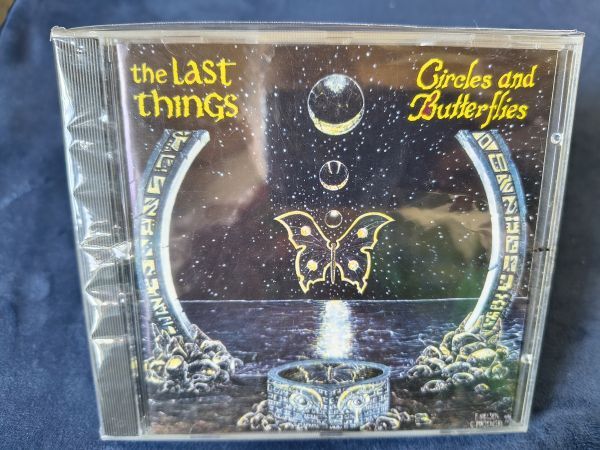 the LAST
things
Circles and
Butterflies